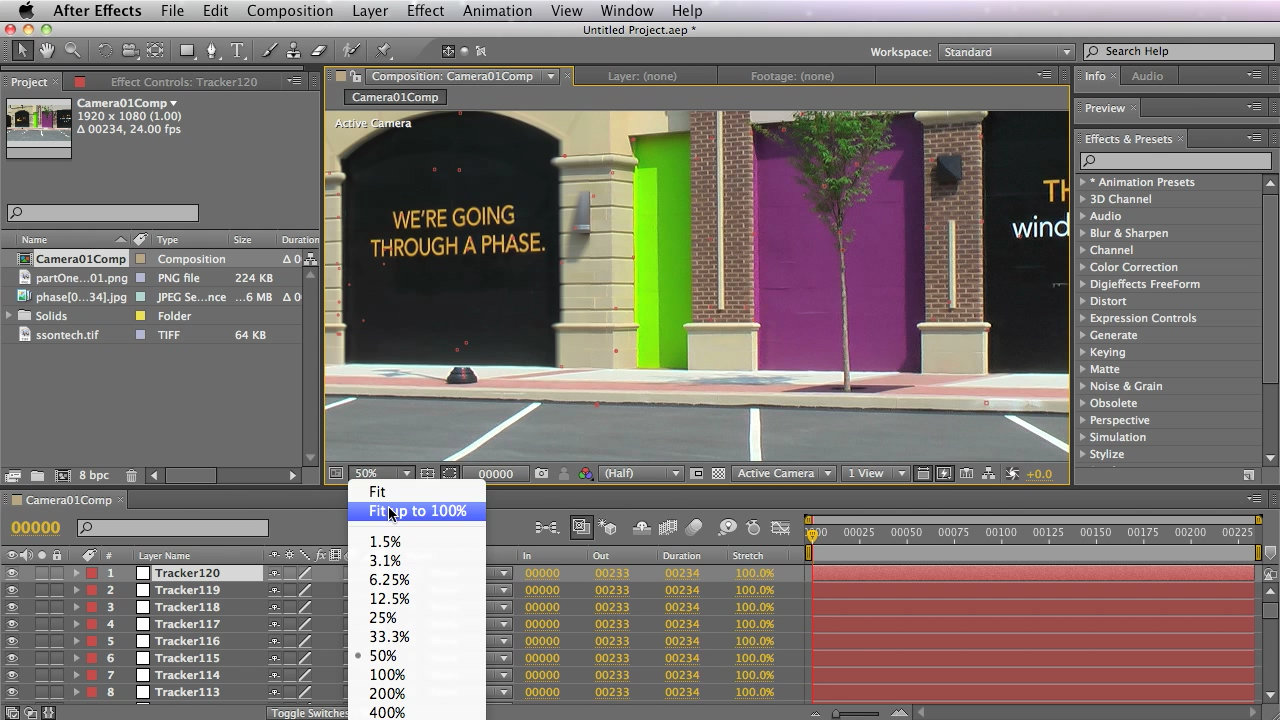 After Effects File Edit Composition Layer Effect Animation View Window Help
Untitled Project.aep *
Workspace: Standard Search Help
Project Effect Controls: Tracker120
Composition: Camera01Comp Layer: (none) Footage: (none)
Info Audio
Camera01Comp
1920 x 1080 (1.00)
Δ 00234, 24.00 fps
Camera01Comp
Active Camera
WE'RE GOING
THROUGH A PHASE.
TH
wind
Preview
Effects & Presets
* Animation Presets
3D Channel
Audio
Blur & Sharpen
Channel
Color Correction
Digieffects FreeForm
Distort
Expression Controls
Generate
Keying
Matte
Noise & Grain
Obsolete
Perspective
Simulation
Stylize
Name Type Size Duration
Camera01Comp Composition Δ 0
partOne...01.png PNG file 224 KB
phase[0...34].jpg JPEG Se...nce ...6 MB Δ 0
Solids Folder
ssontech.tif TIFF 64 KB
8 bpc
50% 00000 (Half) Active Camera 1 View +0.0
Fit
Fit up to 100%
1.5%
3.1%
6.25%
12.5%
25%
33.3%
50%
100%
200%
400%
Camera01Comp
00000
# Layer Name fx In Out Duration Stretch
00025 00050 00075 00100 00125 00150 00175 00200 00225
1 Tracker120 00000 00233 00234 100.0%
2 Tracker119 00000 00233 00234 100.0%
3 Tracker118 00000 00233 00234 100.0%
4 Tracker117 00000 00233 00234 100.0%
5 Tracker116 00000 00233 00234 100.0%
6 Tracker115 00000 00233 00234 100.0%
7 Tracker114 00000 00233 00234 100.0%
8 Tracker113 00000 00233 00234 100.0%
Toggle Switches